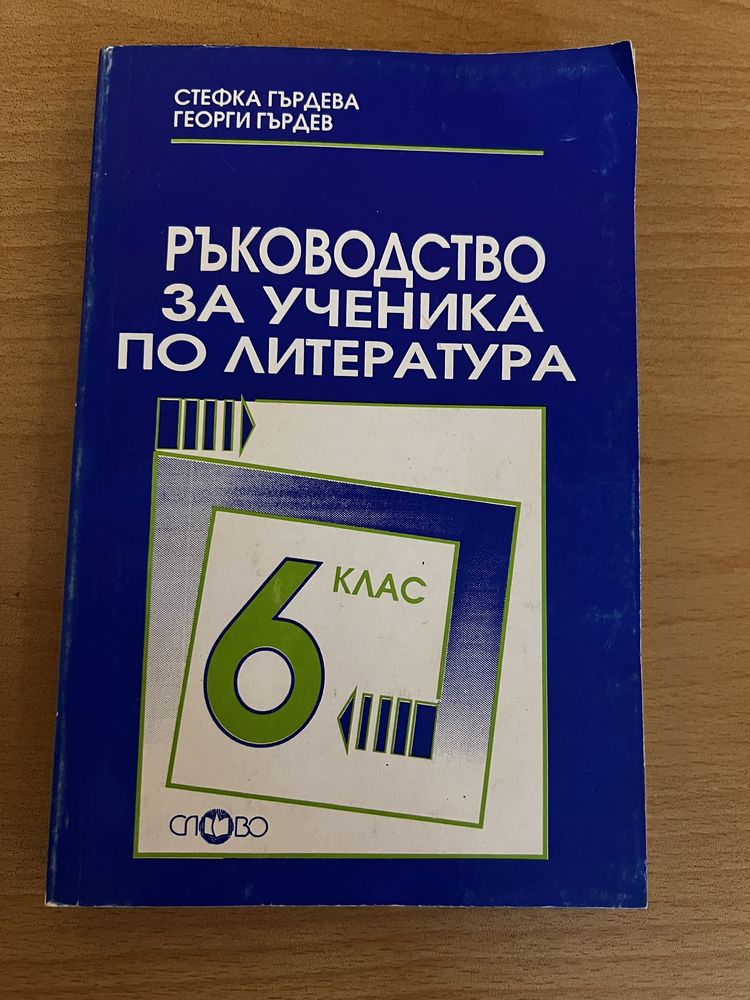 СТЕФКА ГЪРДЕВА
ГЕОРГИ ГЪРДЕВ
РЪКОВОДСТВО
ЗА УЧЕНИКА
ПО ЛИТЕРАТУРА
6 КЛАС
СЛОВО